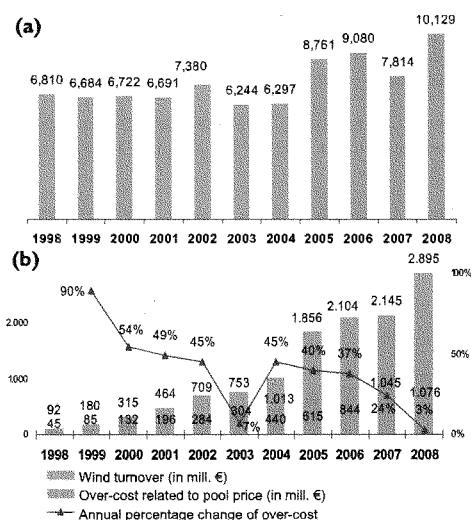 (a)
10,129
8,761 9,080
7,380 7,814
6,810 6,684 6,722 6,691 6,244 6,297
1998 1999 2000 2001 2002 2003 2004 2005 2006 2007 2008
(b)
2.895 100%
90%
2.104 2.145
2.000 1.856
54% 49% 45% 45% 40% 37% 50%
709 753 1.013 1.045 1.076
1000
464
315
92 180 304 24% 3%
45 85 132 196 284 7% 440 615 844
0 0%
1998 1999 2000 2001 2002 2003 2004 2005 2006 2007 2008
Wind turnover (in mill. €)
Over-cost related to pool price (in mill. €)
Annual percentage change of over-cost